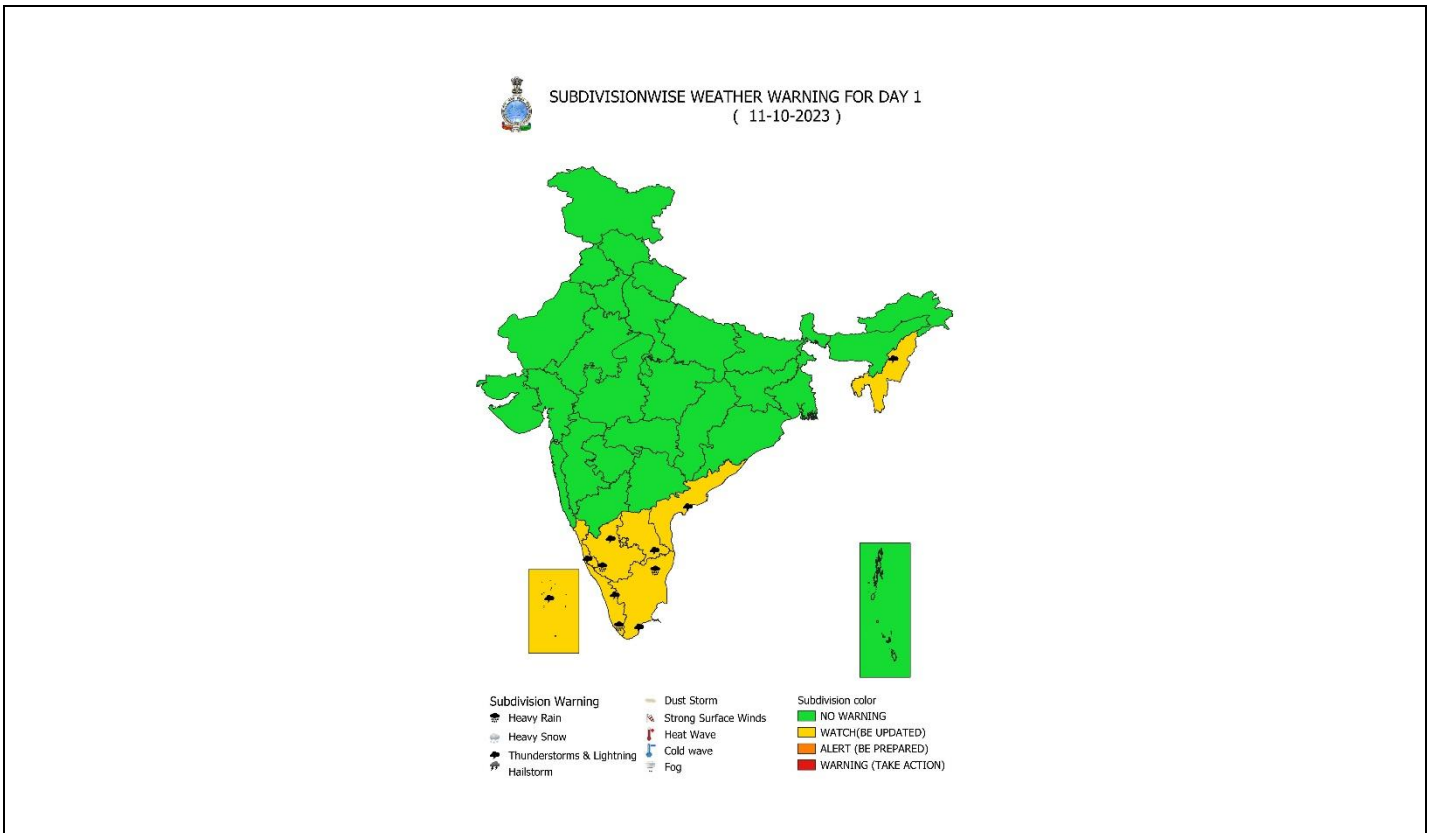 SUBDIVISIONWISE WEATHER WARNING FOR DAY 1
( 11-10-2023 )
Subdivision Warning
Heavy Rain
Heavy Snow
Thunderstorms & Lightning
Hailstorm
Dust Storm
Strong Surface Winds
Heat Wave
Cold wave
Fog
Subdivision color
NO WARNING
WATCH(BE UPDATED)
ALERT (BE PREPARED)
WARNING (TAKE ACTION)